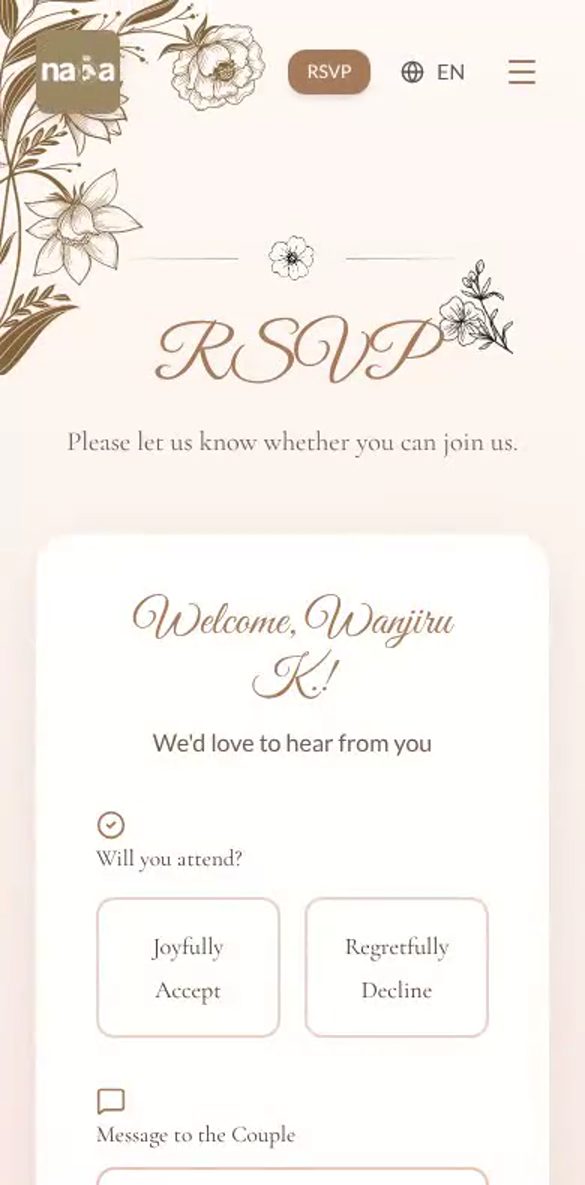 RSVP
EN
RSVP
Please let us know whether you can join us.
Welcome, Wanjiru
K.!
We'd love to hear from you
Will you attend?
Joyfully
Accept
Regretfully
Decline
Message to the Couple